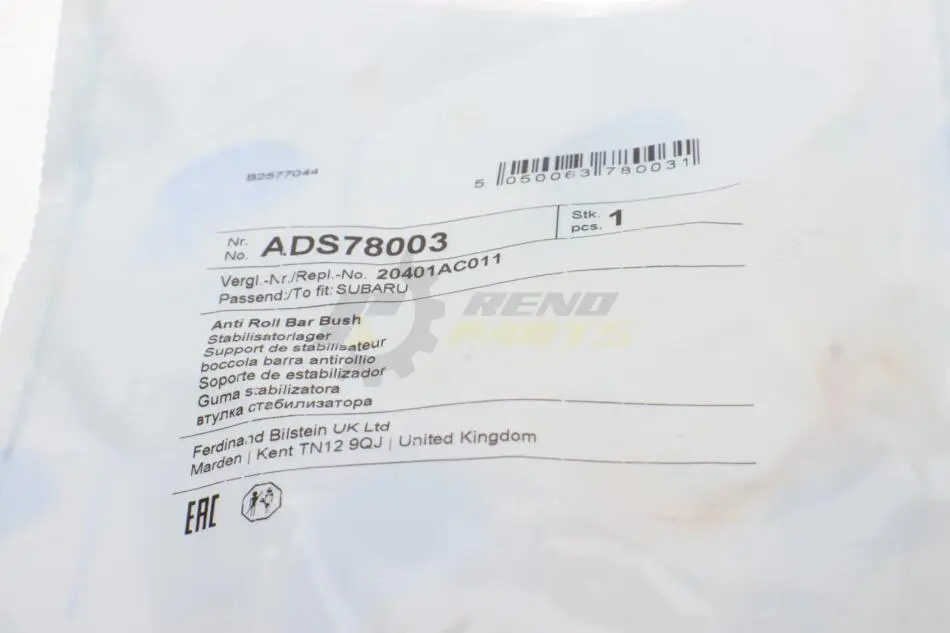 B2577044
5 050063 780031
Nr. No. ADS78003
Stk. pcs. 1
Vergl.-Nr./Repl.-No. 20401AC011
Passend:/To fit: SUBARU
RENO
PARTS
Anti Roll Bar Bush
Stabilisatorlager
Support de stabilisateur
boccola barra antirollio
Soporte de estabilizador
Guma stabilizatora
втулка стабилизатора
Ferdinand Bilstein UK Ltd
Marden | Kent TN12 9QJ | United Kingdom
EAC